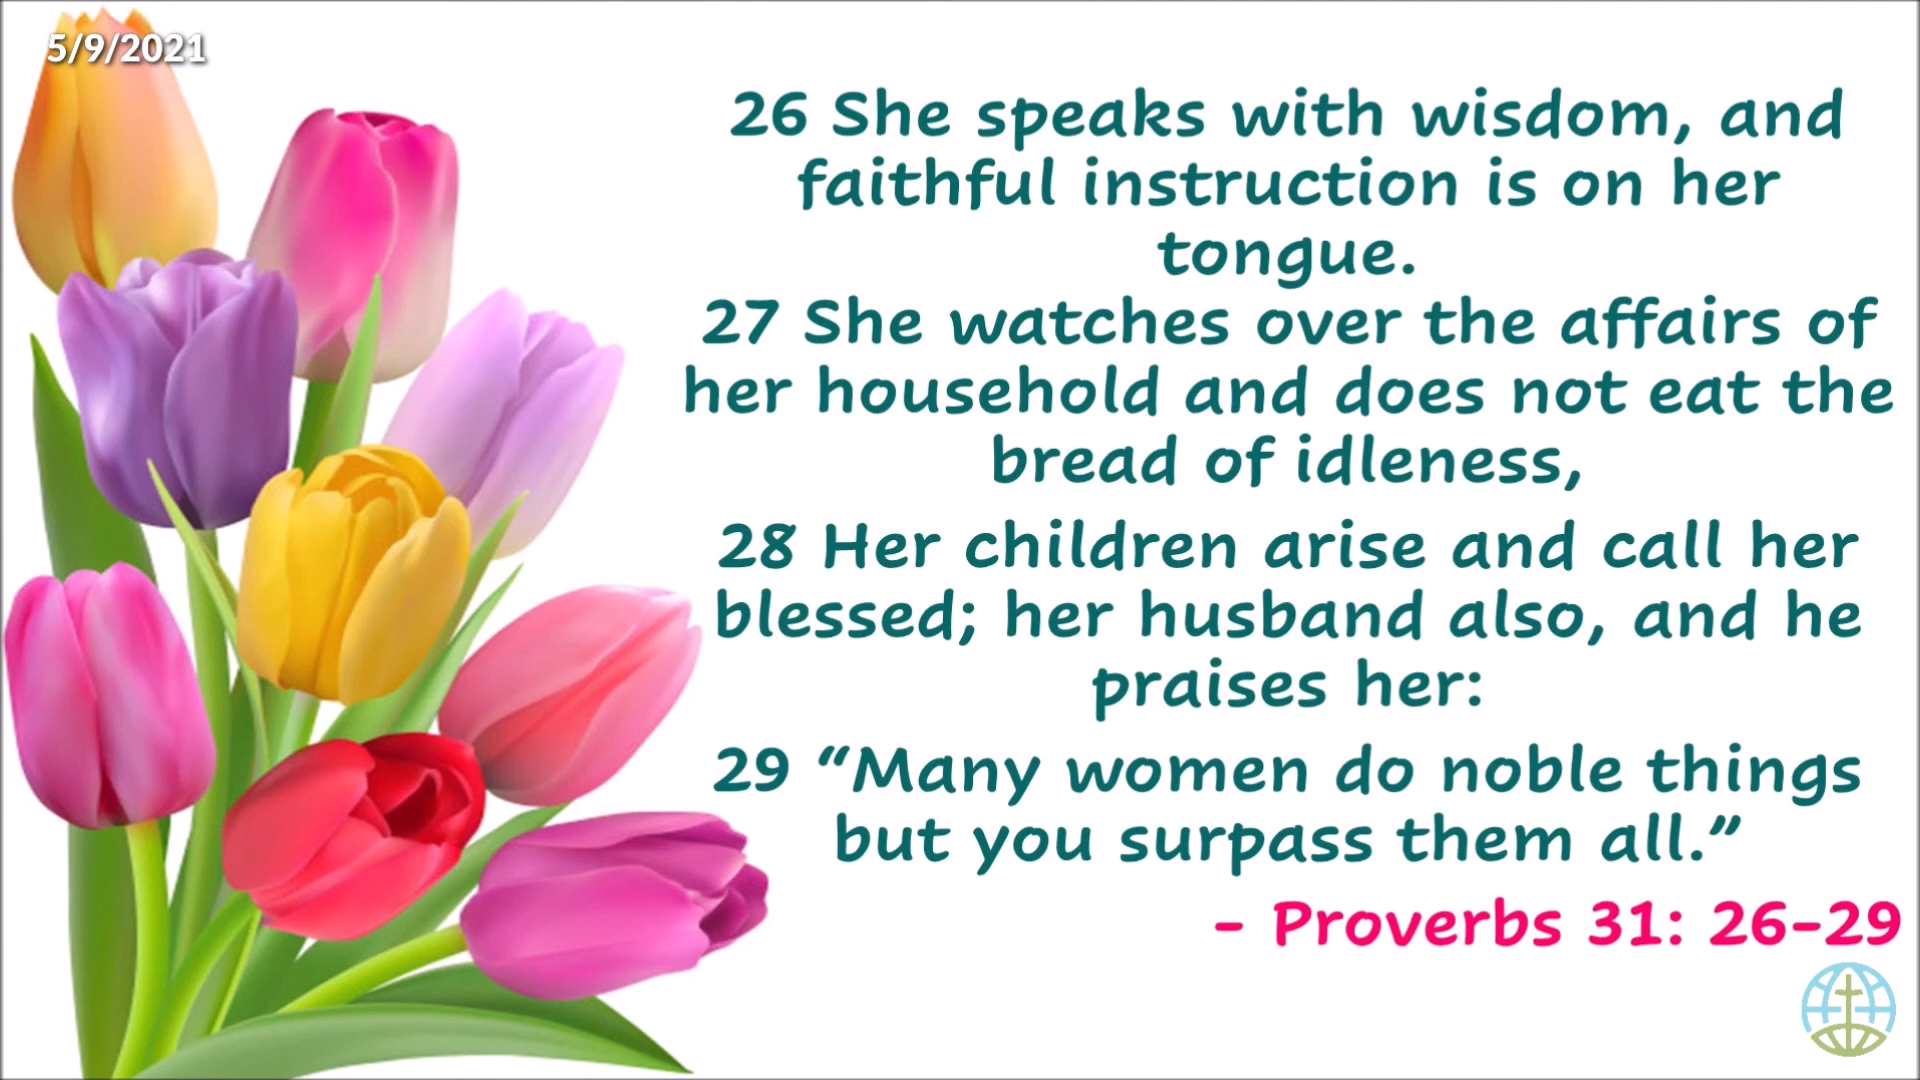 5/9/2021
26 She speaks with wisdom, and
faithful instruction is on her
tongue.
27 She watches over the affairs of
her household and does not eat the
bread of idleness,
28 Her children arise and call her
blessed; her husband also, and he
praises her:
29 “Many women do noble things
but you surpass them all.”
- Proverbs 31: 26-29